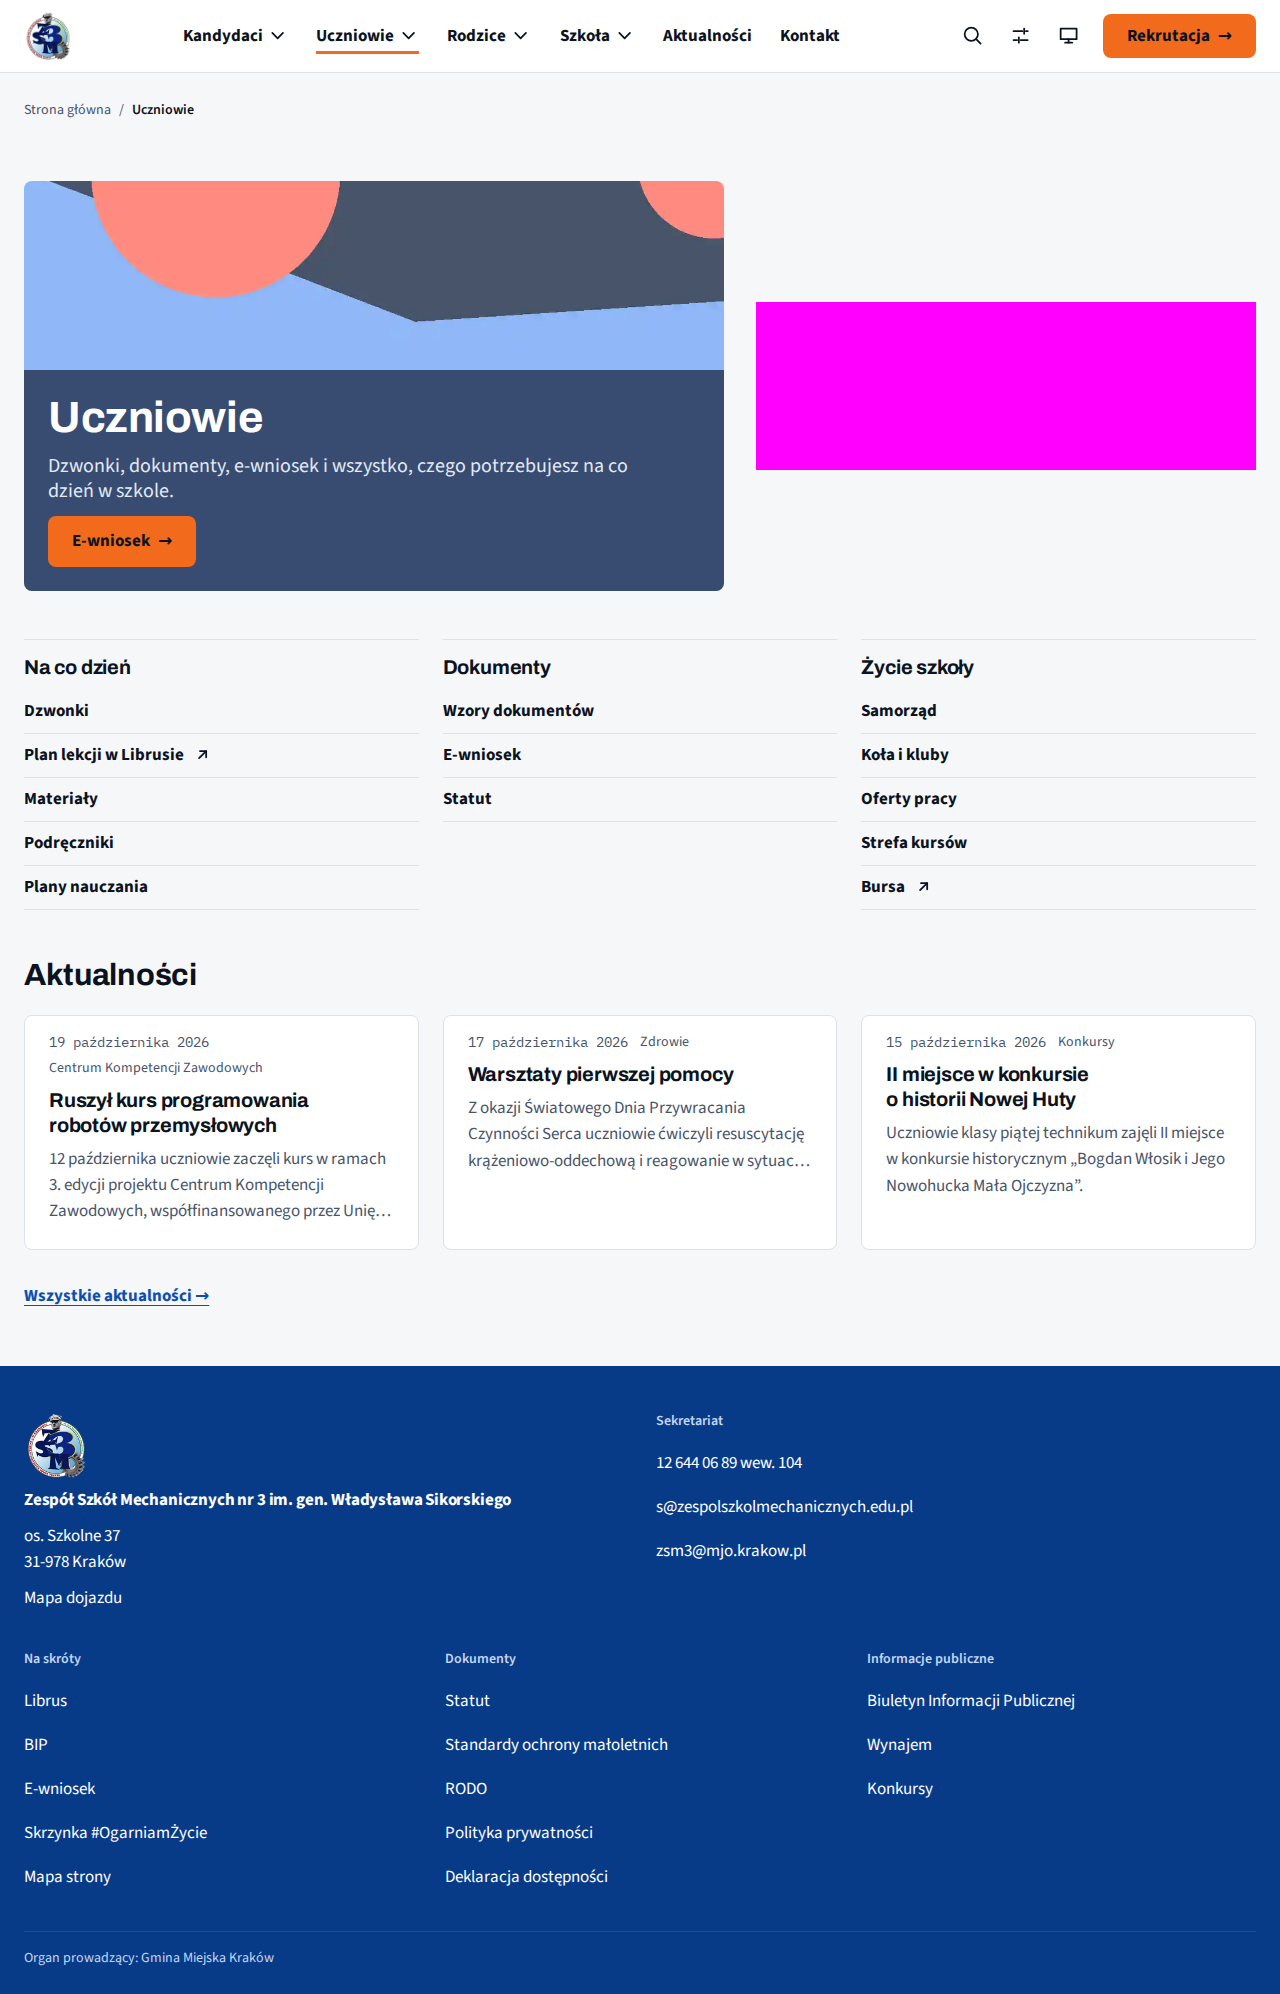 Kandydaci
Uczniowie
Rodzice
Szkoła
Aktualności
Kontakt
Rekrutacja →
Strona główna / Uczniowie
Uczniowie
Dzwonki, dokumenty, e-wniosek i wszystko, czego potrzebujesz na co
dzień w szkole.
E-wniosek →
Na co dzień
Dzwonki
Plan lekcji w Librusie ↗
Materiały
Podręczniki
Plany nauczania
Dokumenty
Wzory dokumentów
E-wniosek
Statut
Życie szkoły
Samorząd
Koła i kluby
Oferty pracy
Strefa kursów
Bursa ↗
Aktualności
19 października 2026
Centrum Kompetencji Zawodowych
Ruszył kurs programowania
robotów przemysłowych
12 października uczniowie zaczęli kurs w ramach
3. edycji projektu Centrum Kompetencji
Zawodowych, współfinansowanego przez Unię…
17 października 2026 Zdrowie
Warsztaty pierwszej pomocy
Z okazji Światowego Dnia Przywracania
Czynności Serca uczniowie ćwiczyli resuscytację
krążeniowo-oddechową i reagowanie w sytuac…
15 października 2026 Konkursy
II miejsce w konkursie
o historii Nowej Huty
Uczniowie klasy piątej technikum zajęli II miejsce
w konkursie historycznym „Bogdan Włosik i Jego
Nowohucka Mała Ojczyzna”.
Wszystkie aktualności →
Zespół Szkół Mechanicznych nr 3 im. gen. Władysława Sikorskiego
os. Szkolne 37
31-978 Kraków
Mapa dojazdu
Sekretariat
12 644 06 89 wew. 104
s@zespolszkolmechanicznych.edu.pl
zsm3@mjo.krakow.pl
Na skróty
Librus
BIP
E-wniosek
Skrzynka #OgarniamŻycie
Mapa strony
Dokumenty
Statut
Standardy ochrony małoletnich
RODO
Polityka prywatności
Deklaracja dostępności
Informacje publiczne
Biuletyn Informacji Publicznej
Wynajem
Konkursy
Organ prowadzący: Gmina Miejska Kraków